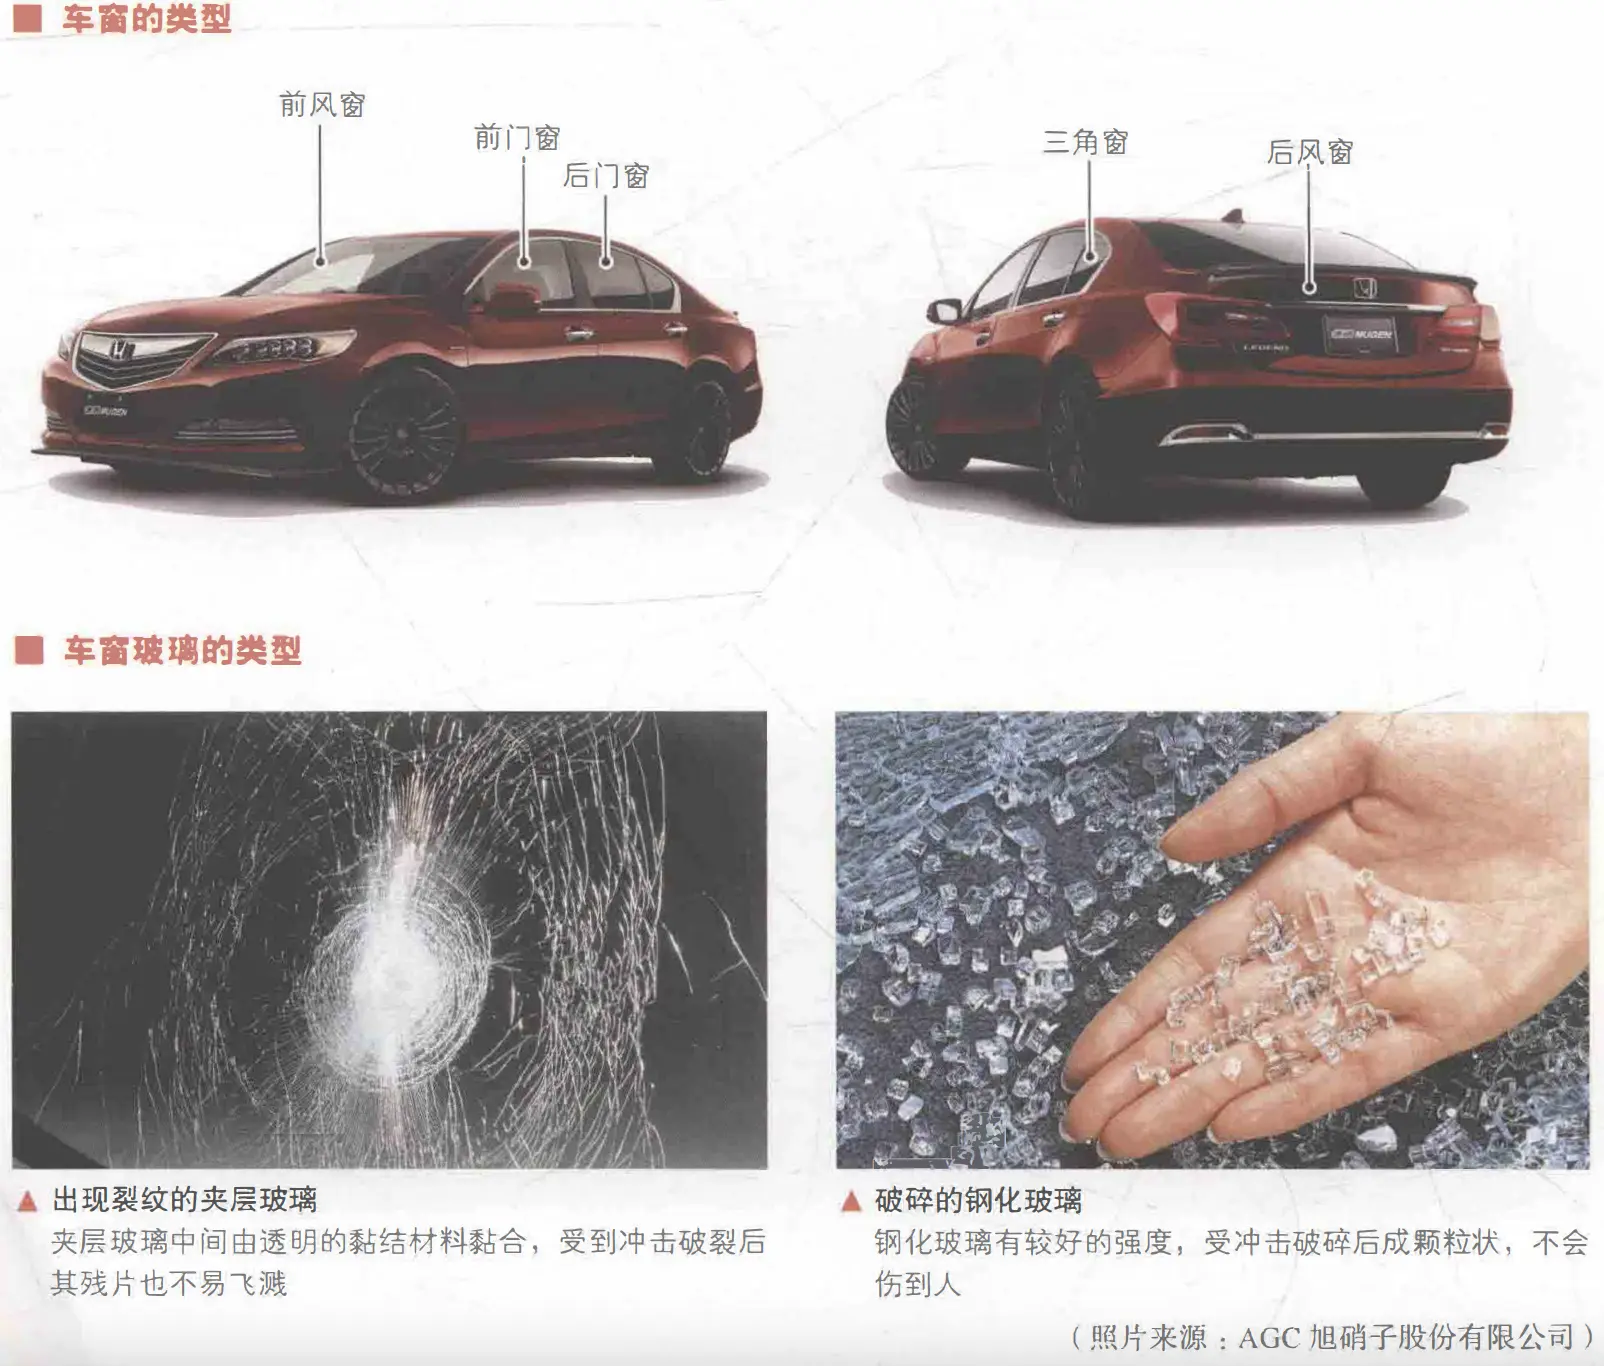 车窗的类型
前风窗
前门窗
后门窗
三角窗
后风窗
MUGEN
LEGEND
MUGEN
车窗玻璃的类型
出现裂纹的夹层玻璃
夹层玻璃中间由透明的黏结材料黏合，受到冲击破裂后
其残片也不易飞溅
破碎的钢化玻璃
钢化玻璃有较好的强度，受冲击破碎后成颗粒状，不会
伤到人
（照片来源：AGC 旭硝子股份有限公司）